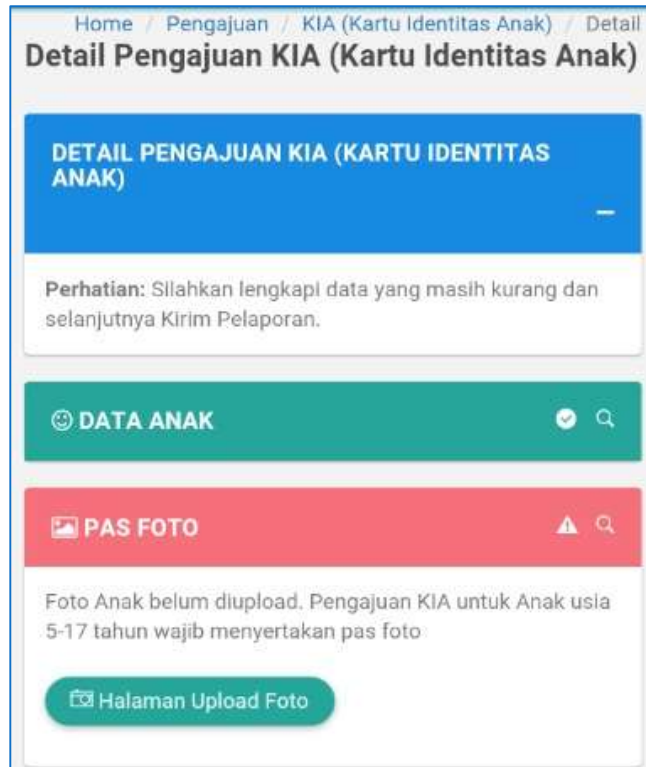 Home / Pengajuan / KIA (Kartu Identitas Anak) / Detail
Detail Pengajuan KIA (Kartu Identitas Anak)
DETAIL PENGAJUAN KIA (KARTU IDENTITAS
ANAK)
Perhatian: Silahkan lengkapi data yang masih kurang dan
selanjutnya Kirim Pelaporan.
DATA ANAK
PAS FOTO
Foto Anak belum diupload. Pengajuan KIA untuk Anak usia
5-17 tahun wajib menyertakan pas foto
Halaman Upload Foto